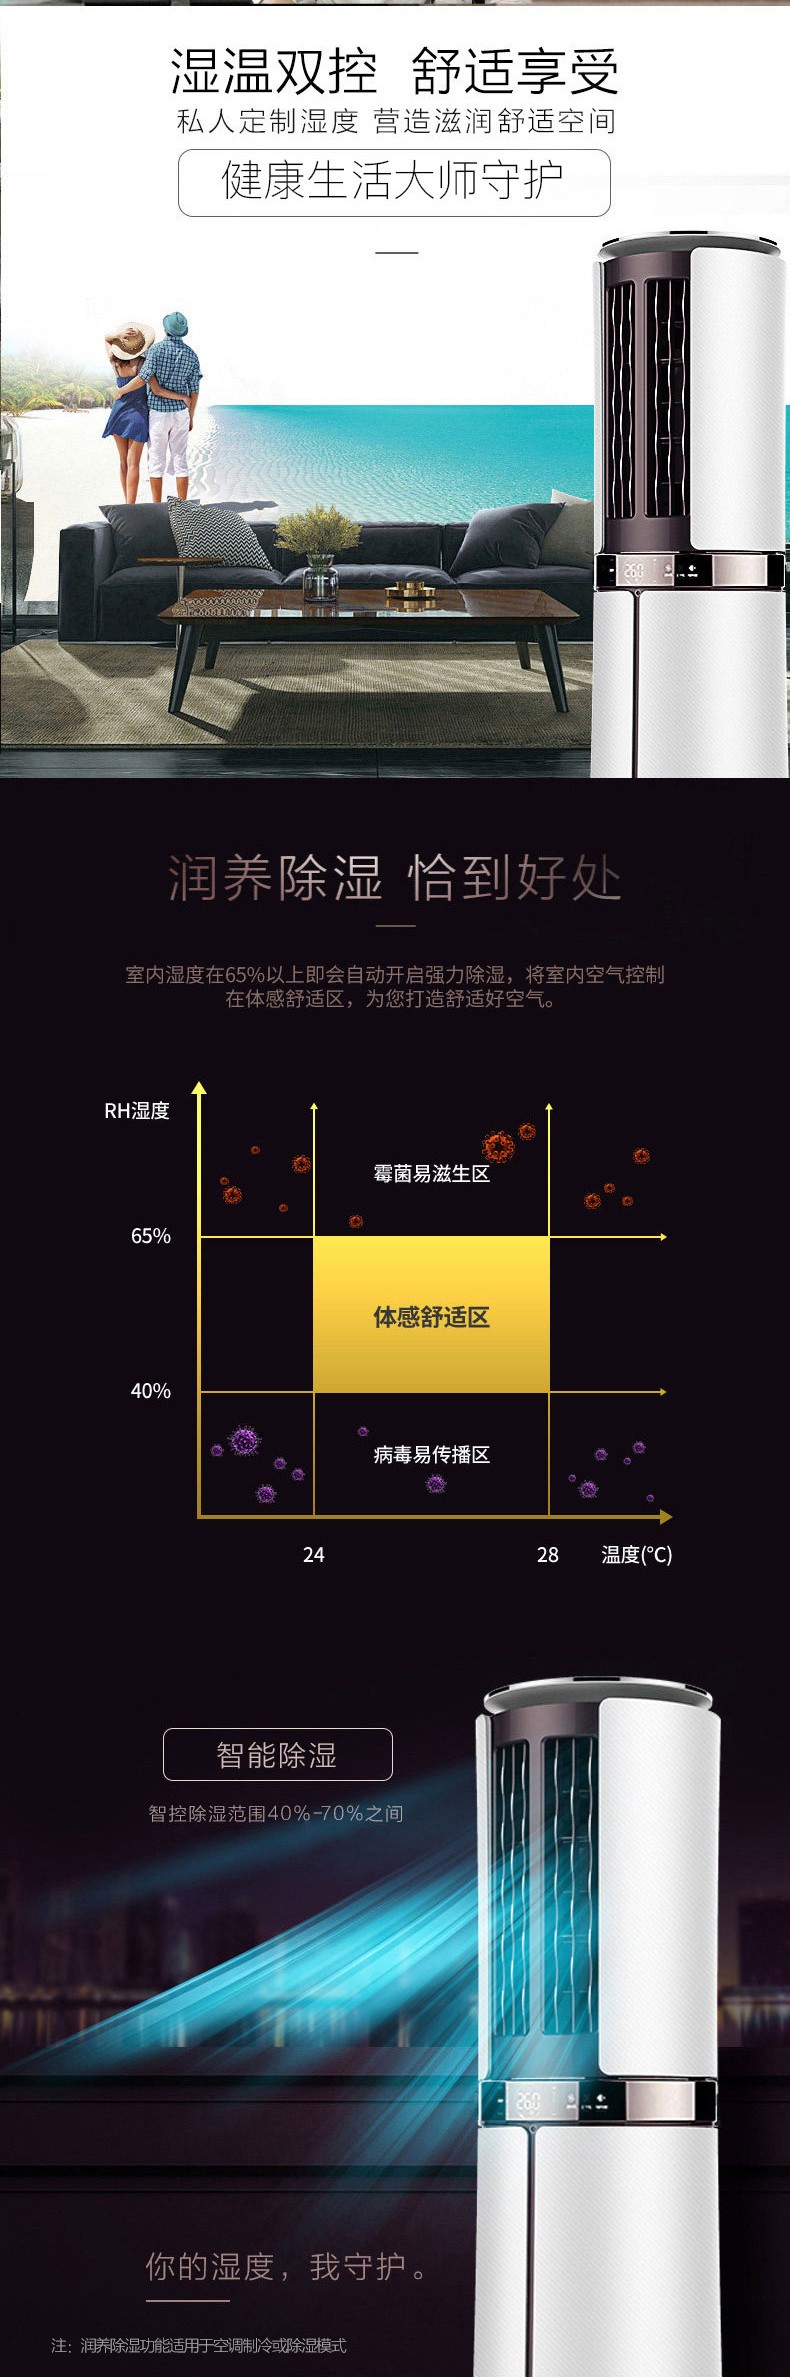 湿温双控 舒适享受
私人定制湿度 营造滋润舒适空间
健康生活大师守护
26.0
润养除湿 恰到好处
室内湿度在65%以上即会自动开启强力除湿，将室内空气控制
在体感舒适区，为您打造舒适好空气。
RH湿度
霉菌易滋生区
65%
体感舒适区
40%
病毒易传播区
24
28
温度(℃)
智能除湿
智控除湿范围40%-70%之间
26.0
你的湿度，我守护。
注：润养除湿功能适用于空调制冷或除湿模式